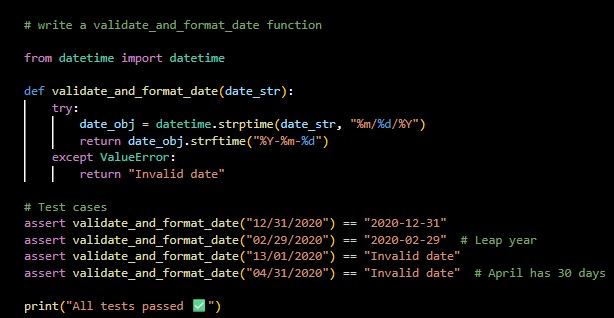 # write a validate_and_format_date function

from datetime import datetime

def validate_and_format_date(date_str):
    try:
        date_obj = datetime.strptime(date_str, "%m/%d/%Y")
        return date_obj.strftime("%Y-%m-%d")
    except ValueError:
        return "Invalid date"

# Test cases
assert validate_and_format_date("12/31/2020") == "2020-12-31"
assert validate_and_format_date("02/29/2020") == "2020-02-29"  # Leap year
assert validate_and_format_date("13/01/2020") == "Invalid date"
assert validate_and_format_date("04/31/2020") == "Invalid date"  # April has 30 days

print("All tests passed ✅")